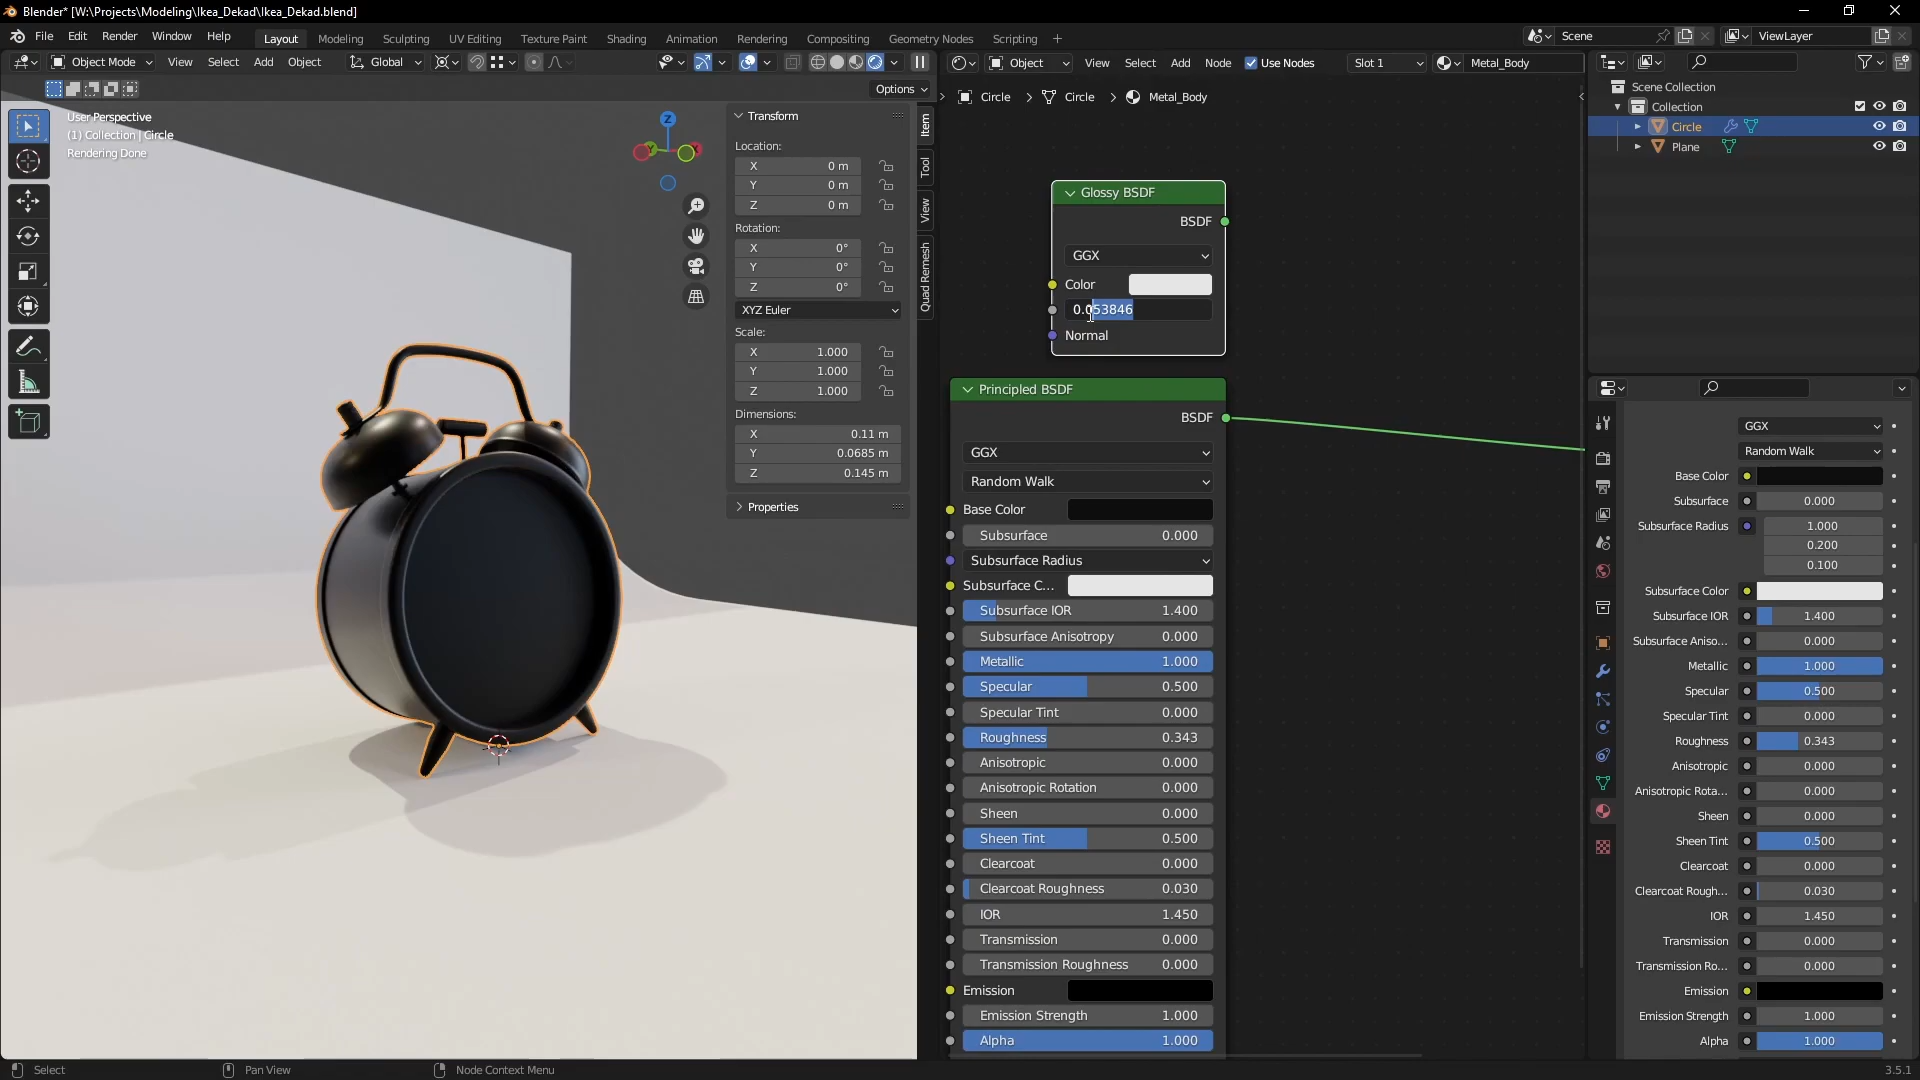 Blender* [W:\Projects\Modeling\Ikea_Dekad\Ikea_Dekad.blend]
File Edit Render Window Help Layout Modeling Sculpting UV Editing Texture Paint Shading Animation Rendering Compositing Geometry Nodes Scripting + Scene ViewLayer
Object Mode View Select Add Object Global
Object View Select Add Node Use Nodes Slot 1 Metal_Body
Options
Circle > Circle > Metal_Body
User Perspective
(1) Collection | Circle
Rendering Done
Z
Y
X
Transform
Location:
X 0 m
Y 0 m
Z 0 m
Rotation:
X 0°
Y 0°
Z 0°
XYZ Euler
Scale:
X 1.000
Y 1.000
Z 1.000
Dimensions:
X 0.11 m
Y 0.0685 m
Z 0.145 m
Properties
Item
Tool
View
Quad Remesh
Glossy BSDF
BSDF
GGX
Color
0.053846
Normal
Principled BSDF
BSDF
GGX
Random Walk
Base Color
Subsurface 0.000
Subsurface Radius
Subsurface C...
Subsurface IOR 1.400
Subsurface Anisotropy 0.000
Metallic 1.000
Specular 0.500
Specular Tint 0.000
Roughness 0.343
Anisotropic 0.000
Anisotropic Rotation 0.000
Sheen 0.000
Sheen Tint 0.500
Clearcoat 0.000
Clearcoat Roughness 0.030
IOR 1.450
Transmission 0.000
Transmission Roughness 0.000
Emission
Emission Strength 1.000
Alpha 1.000
Scene Collection
Collection
Circle
Plane
GGX
Random Walk
Base Color
Subsurface 0.000
Subsurface Radius 1.000
0.200
0.100
Subsurface Color
Subsurface IOR 1.400
Subsurface Aniso... 0.000
Metallic 1.000
Specular 0.500
Specular Tint 0.000
Roughness 0.343
Anisotropic 0.000
Anisotropic Rota... 0.000
Sheen 0.000
Sheen Tint 0.500
Clearcoat 0.000
Clearcoat Rough... 0.030
IOR 1.450
Transmission 0.000
Transmission Ro... 0.000
Emission
Emission Strength 1.000
Alpha 1.000
Select Pan View Node Context Menu 3.5.1